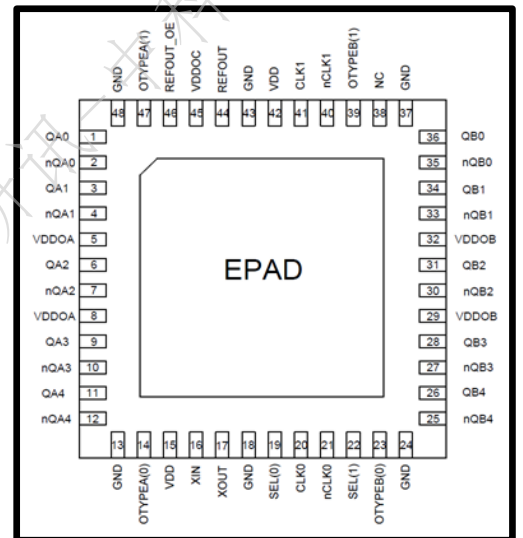 GND OTYPEA(1) REFOUT_OE VDDOC REFOUT GND VDD CLK1 nCLK1 OTYPEB(1) NC GND
48 47 46 45 44 43 42 41 40 39 38 37
QA0 1 36 QB0
nQA0 2 35 nQB0
QA1 3 34 QB1
nQA1 4 33 nQB1
VDDOA 5 32 VDDOB
QA2 6 31 QB2
nQA2 7 30 nQB2
VDDOA 8 29 VDDOB
QA3 9 28 QB3
nQA3 10 27 nQB3
QA4 11 26 QB4
nQA4 12 25 nQB4
EPAD
13 14 15 16 17 18 19 20 21 22 23 24
GND OTYPEA(0) VDD XIN XOUT GND SEL(0) CLK0 nCLK0 SEL(1) OTYPEB(0) GND